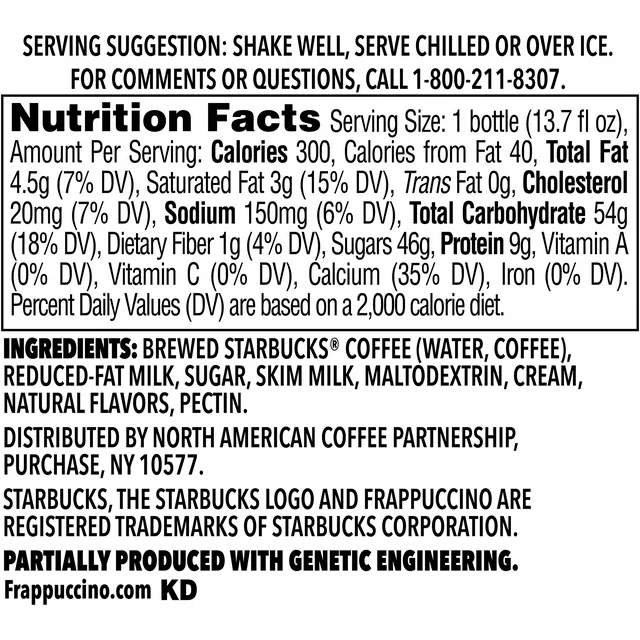 SERVING SUGGESTION: SHAKE WELL, SERVE CHILLED OR OVER ICE.
FOR COMMENTS OR QUESTIONS, CALL 1-800-211-8307.
Nutrition Facts Serving Size: 1 bottle (13.7 fl oz),
Amount Per Serving: Calories 300, Calories from Fat 40, Total Fat
4.5g (7% DV), Saturated Fat 3g (15% DV), Trans Fat 0g, Cholesterol
20mg (7% DV), Sodium 150mg (6% DV), Total Carbohydrate 54g
(18% DV), Dietary Fiber 1g (4% DV), Sugars 46g, Protein 9g, Vitamin A
(0% DV), Vitamin C (0% DV), Calcium (35% DV), Iron (0% DV).
Percent Daily Values (DV) are based on a 2,000 calorie diet.
INGREDIENTS: BREWED STARBUCKS® COFFEE (WATER, COFFEE),
REDUCED-FAT MILK, SUGAR, SKIM MILK, MALTODEXTRIN, CREAM,
NATURAL FLAVORS, PECTIN.
DISTRIBUTED BY NORTH AMERICAN COFFEE PARTNERSHIP,
PURCHASE, NY 10577.
STARBUCKS, THE STARBUCKS LOGO AND FRAPPUCCINO ARE
REGISTERED TRADEMARKS OF STARBUCKS CORPORATION.
PARTIALLY PRODUCED WITH GENETIC ENGINEERING.
Frappuccino.com KD